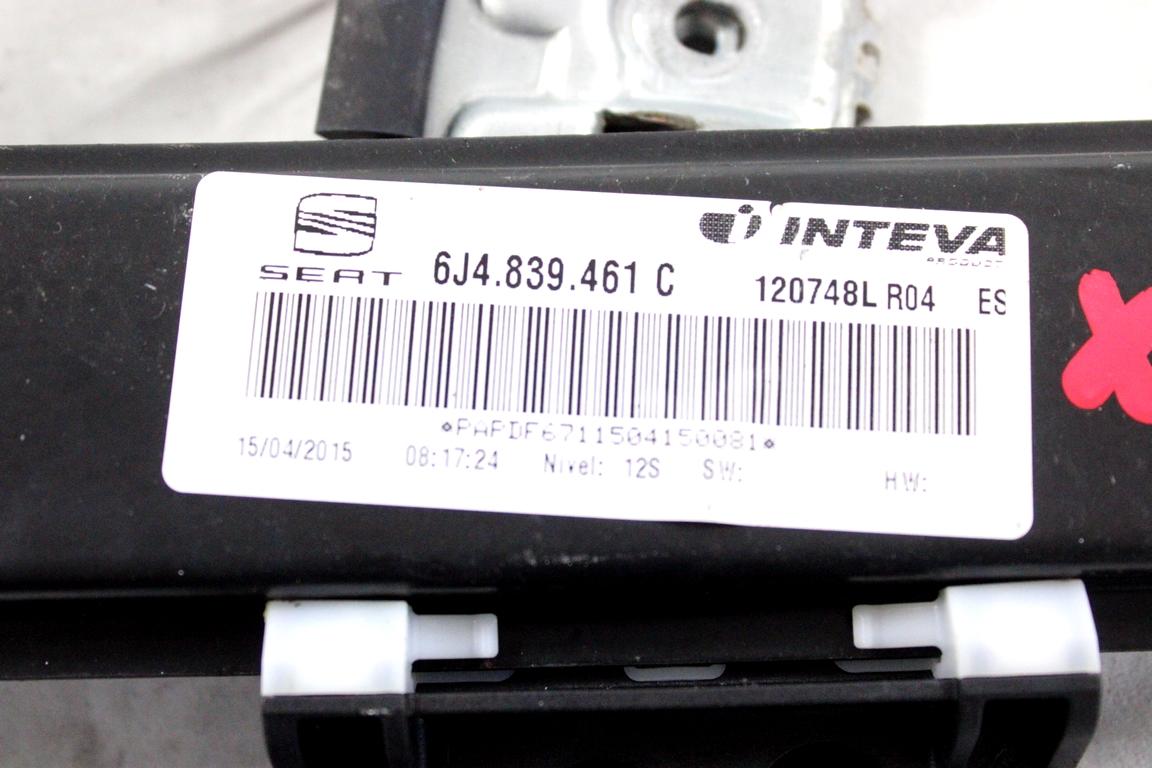 INTEVA
PRODUCTS
SEAT 6J4.839.461 C 120748L R04 ES
*PAPDF6711504150081*
15/04/2015 08:17:24 Nivel: 12S SW: HW: